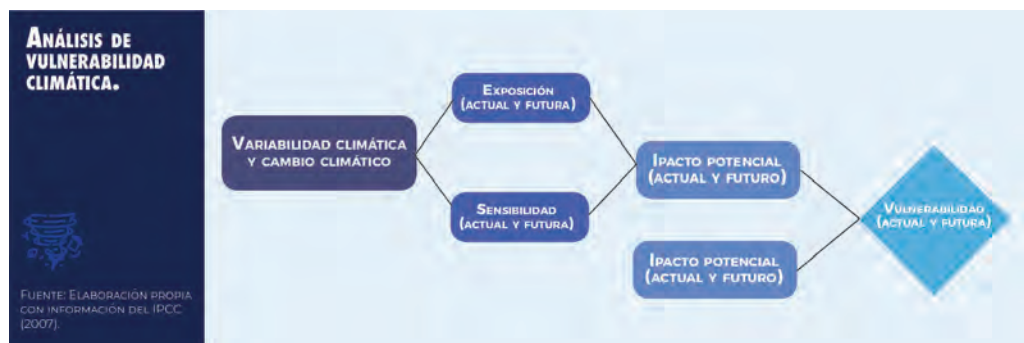 ANÁLISIS DE
VULNERABILIDAD
CLIMÁTICA.
FUENTE: ELABORACIÓN PROPIA
CON INFORMACIÓN DEL IPCC
(2007).
VARIABILIDAD CLIMÁTICA
Y CAMBIO CLIMÁTICO
EXPOSICIÓN
(ACTUAL Y FUTURA)
SENSIBILIDAD
(ACTUAL Y FUTURA)
IPACTO POTENCIAL
(ACTUAL Y FUTURO)
IPACTO POTENCIAL
(ACTUAL Y FUTURO)
VULNERABILIDAD
(ACTUAL Y FUTURA)